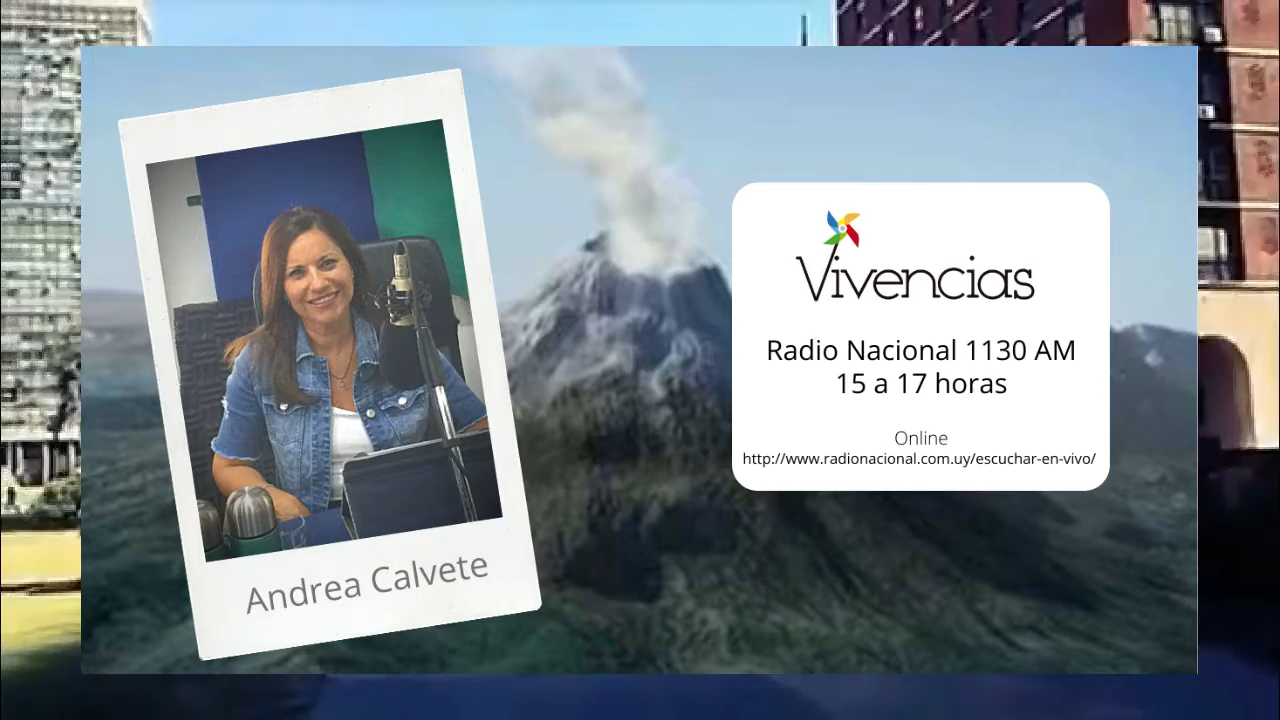 Andrea Calvete
Vivencias
Radio Nacional 1130 AM
15 a 17 horas
Online
http://www.radionacional.com.uy/escuchar-en-vivo/